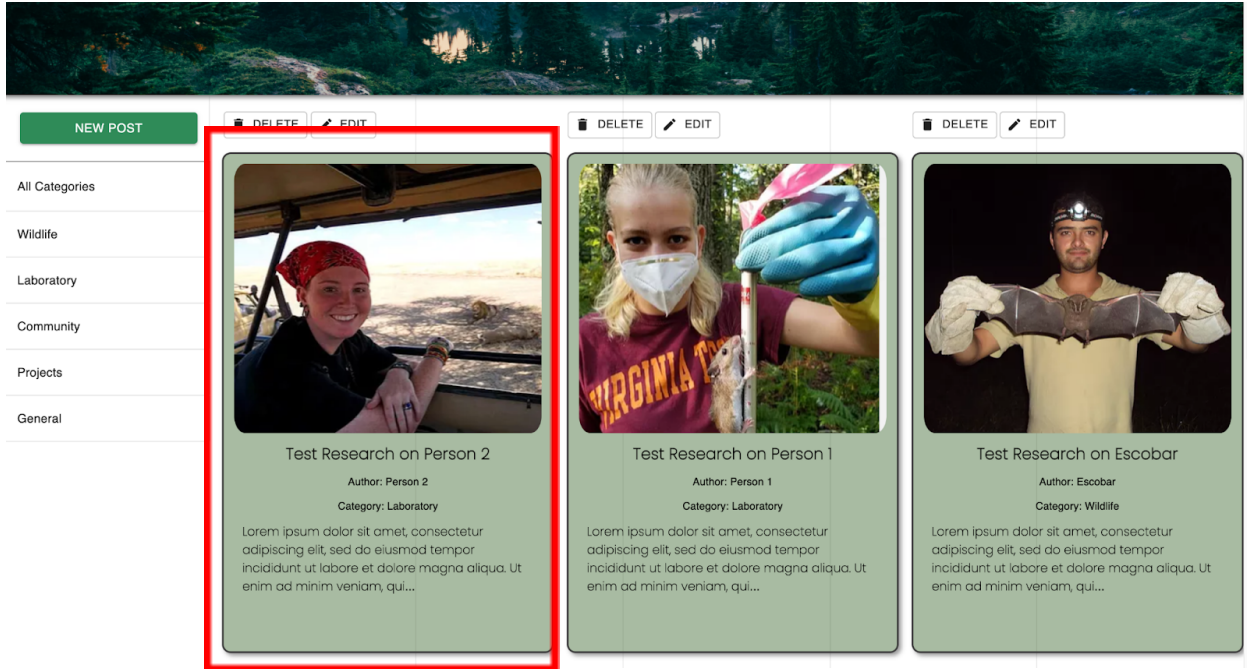 NEW POST
All Categories
Wildlife
Laboratory
Community
Projects
General
DELETE EDIT
Test Research on Person 2
Author: Person 2
Category: Laboratory
Lorem ipsum dolor sit amet, consectetur
adipiscing elit, sed do eiusmod tempor
incididunt ut labore et dolore magna aliqua. Ut
enim ad minim veniam, qui...
DELETE EDIT
VIRGINIA T
Test Research on Person 1
Author: Person 1
Category: Laboratory
Lorem ipsum dolor sit amet, consectetur
adipiscing elit, sed do eiusmod tempor
incididunt ut labore et dolore magna aliqua. Ut
enim ad minim veniam, qui...
DELETE EDIT
Test Research on Escobar
Author: Escobar
Category: Wildlife
Lorem ipsum dolor sit amet, consectetur
adipiscing elit, sed do eiusmod tempor
incididunt ut labore et dolore magna aliqua. Ut
enim ad minim veniam, qui...